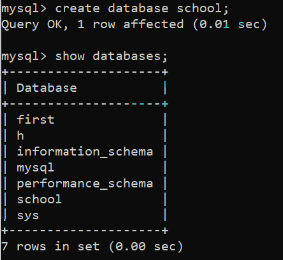 mysql> create database school;
Query OK, 1 row affected (0.01 sec)
mysql> show databases;
+--------------------+
| Database           |
+--------------------+
| first              |
| h                  |
| information_schema |
| mysql              |
| performance_schema |
| school             |
| sys                |
+--------------------+
7 rows in set (0.00 sec)